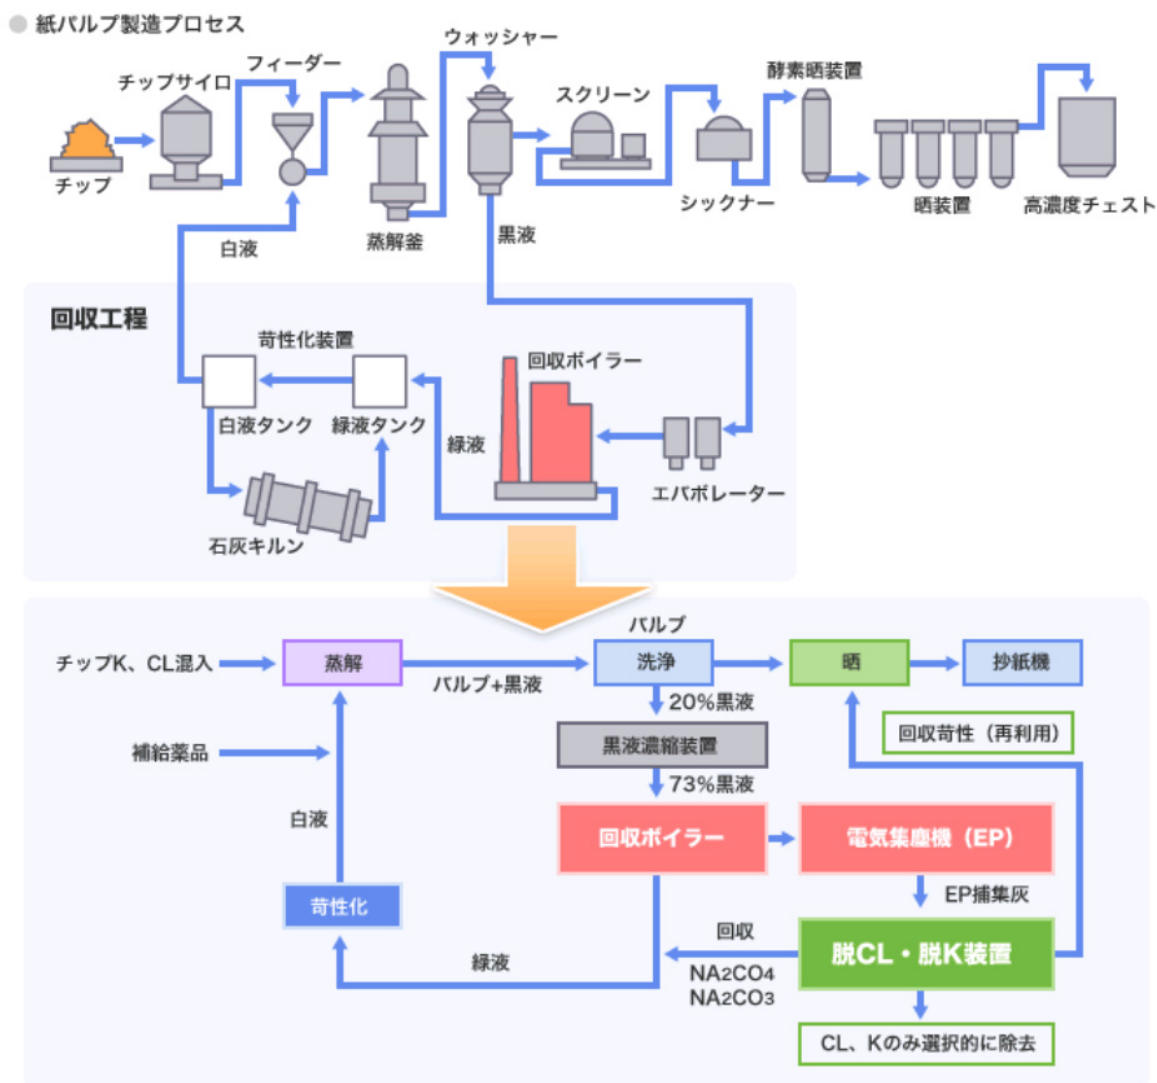 紙パルプ製造プロセス
ウォッシャー
フィーダー
酵素晒装置
チップサイロ
スクリーン
チップ
シックナー
晒装置
高濃度チェスト
白液
蒸解釜
黒液
回収工程
苛性化装置
回収ボイラー
白液タンク
緑液タンク
緑液
エバポレーター
石灰キルン
パルプ
チップK、CL混入
蒸解
洗浄
晒
抄紙機
パルプ+黒液
20%黒液
回収苛性（再利用）
補給薬品
黒液濃縮装置
73%黒液
白液
回収ボイラー
電気集塵機（EP）
EP捕集灰
苛性化
回収
脱CL・脱K装置
緑液
NA2CO4
NA2CO3
CL、Kのみ選択的に除去